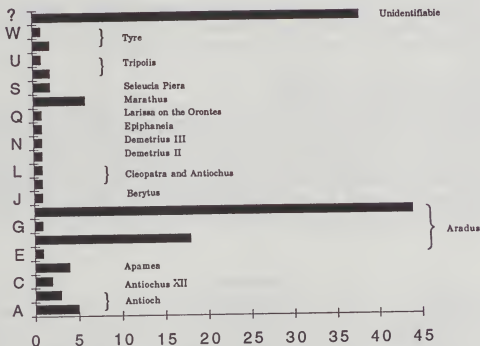 ? Unidentifiable
W } Tyre
U } Tripolis
S Seleucia Piera
Marathus
Q Larissa on the Orontes
Epiphaneia
N Demetrius III
Demetrius II
L } Cleopatra and Antiochus
J Berytus
G } Aradus
E
Apamea
C Antiochus XII
} Antioch
A
0 5 10 15 20 25 30 35 40 45